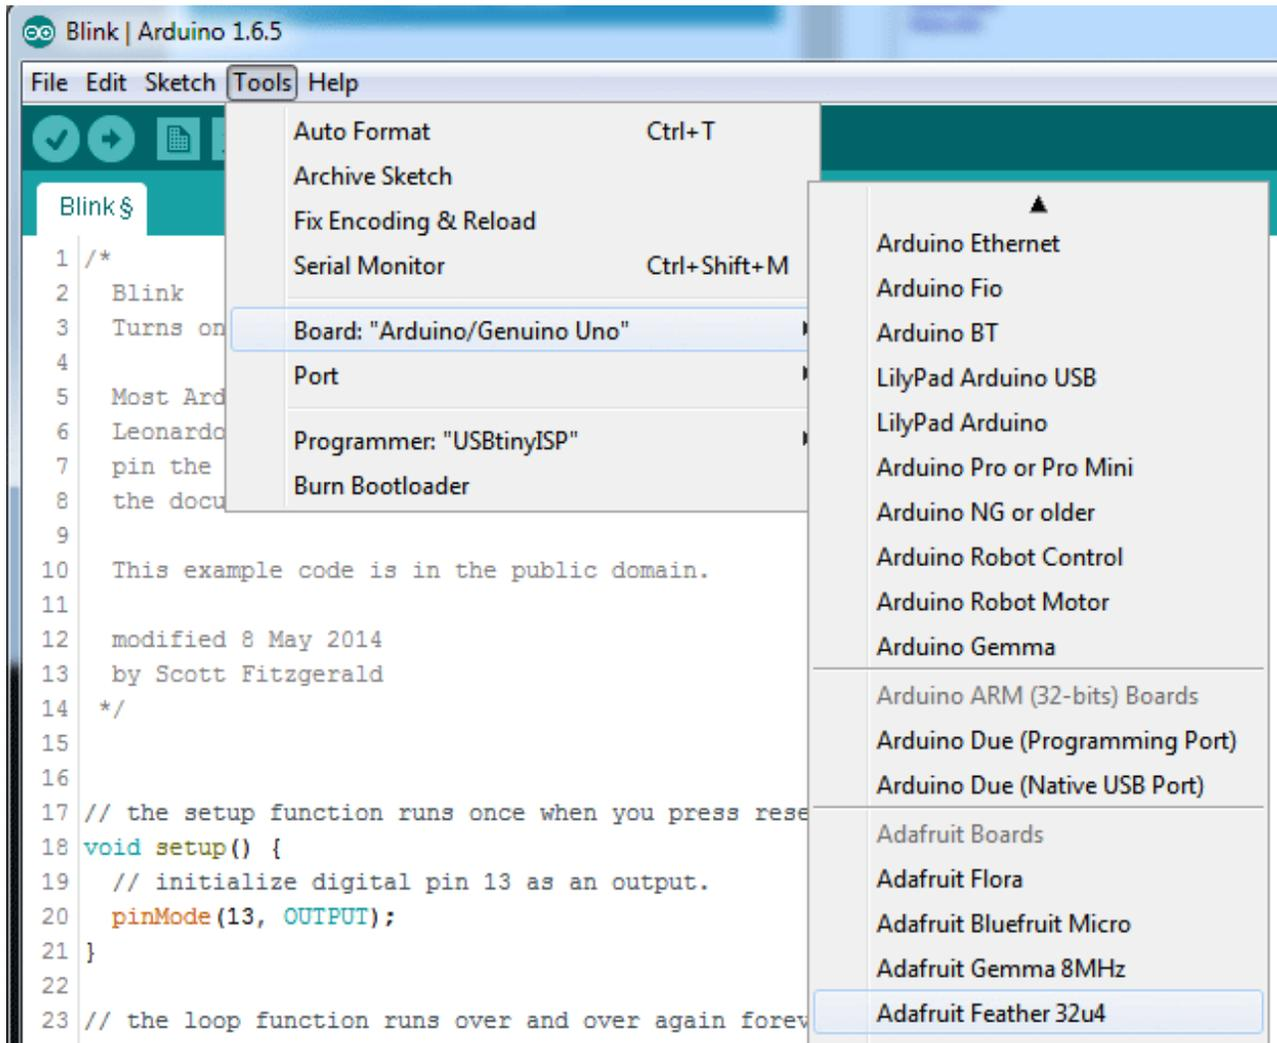 Blink | Arduino 1.6.5
File Edit Sketch Tools Help
Auto Format Ctrl+T
Archive Sketch
Fix Encoding & Reload
Serial Monitor Ctrl+Shift+M
Board: "Arduino/Genuino Uno"
Port
Programmer: "USBtinyISP"
Burn Bootloader
▲
Arduino Ethernet
Arduino Fio
Arduino BT
LilyPad Arduino USB
LilyPad Arduino
Arduino Pro or Pro Mini
Arduino NG or older
Arduino Robot Control
Arduino Robot Motor
Arduino Gemma
Arduino ARM (32-bits) Boards
Arduino Due (Programming Port)
Arduino Due (Native USB Port)
Adafruit Boards
Adafruit Flora
Adafruit Bluefruit Micro
Adafruit Gemma 8MHz
Adafruit Feather 32u4
Blink§
1 /*
2 Blink
3 Turns on
4
5 Most Ard
6 Leonardo
7 pin the
8 the docu
9
10 This example code is in the public domain.
11
12 modified 8 May 2014
13 by Scott Fitzgerald
14 */
15
16
17 // the setup function runs once when you press rese
18 void setup() {
19 // initialize digital pin 13 as an output.
20 pinMode(13, OUTPUT);
21 }
22
23 // the loop function runs over and over again forev